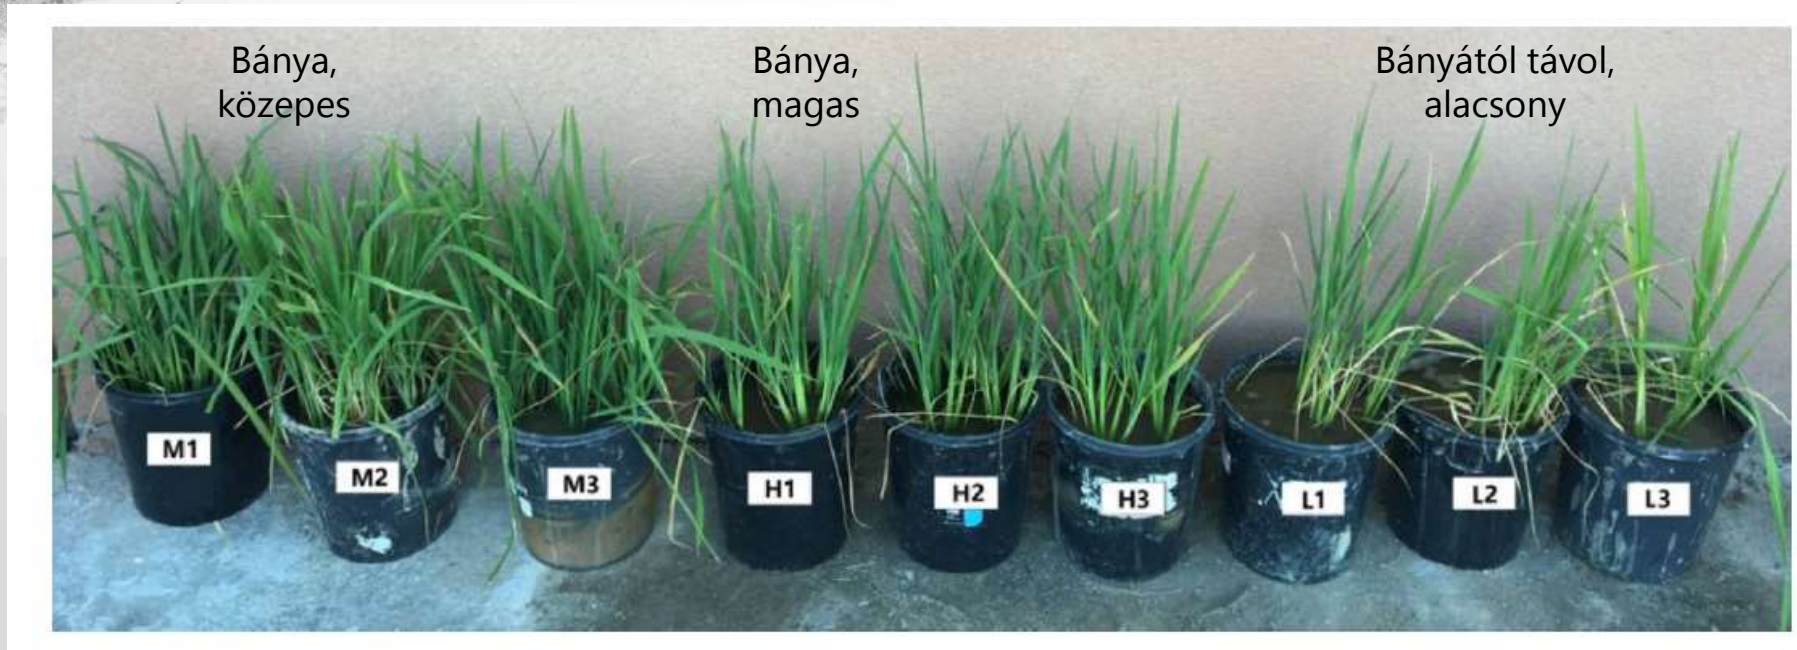 Bánya,
közepes
Bánya,
magas
Bányától távol,
alacsony
M1
M2
M3
H1
H2
H3
L1
L2
L3